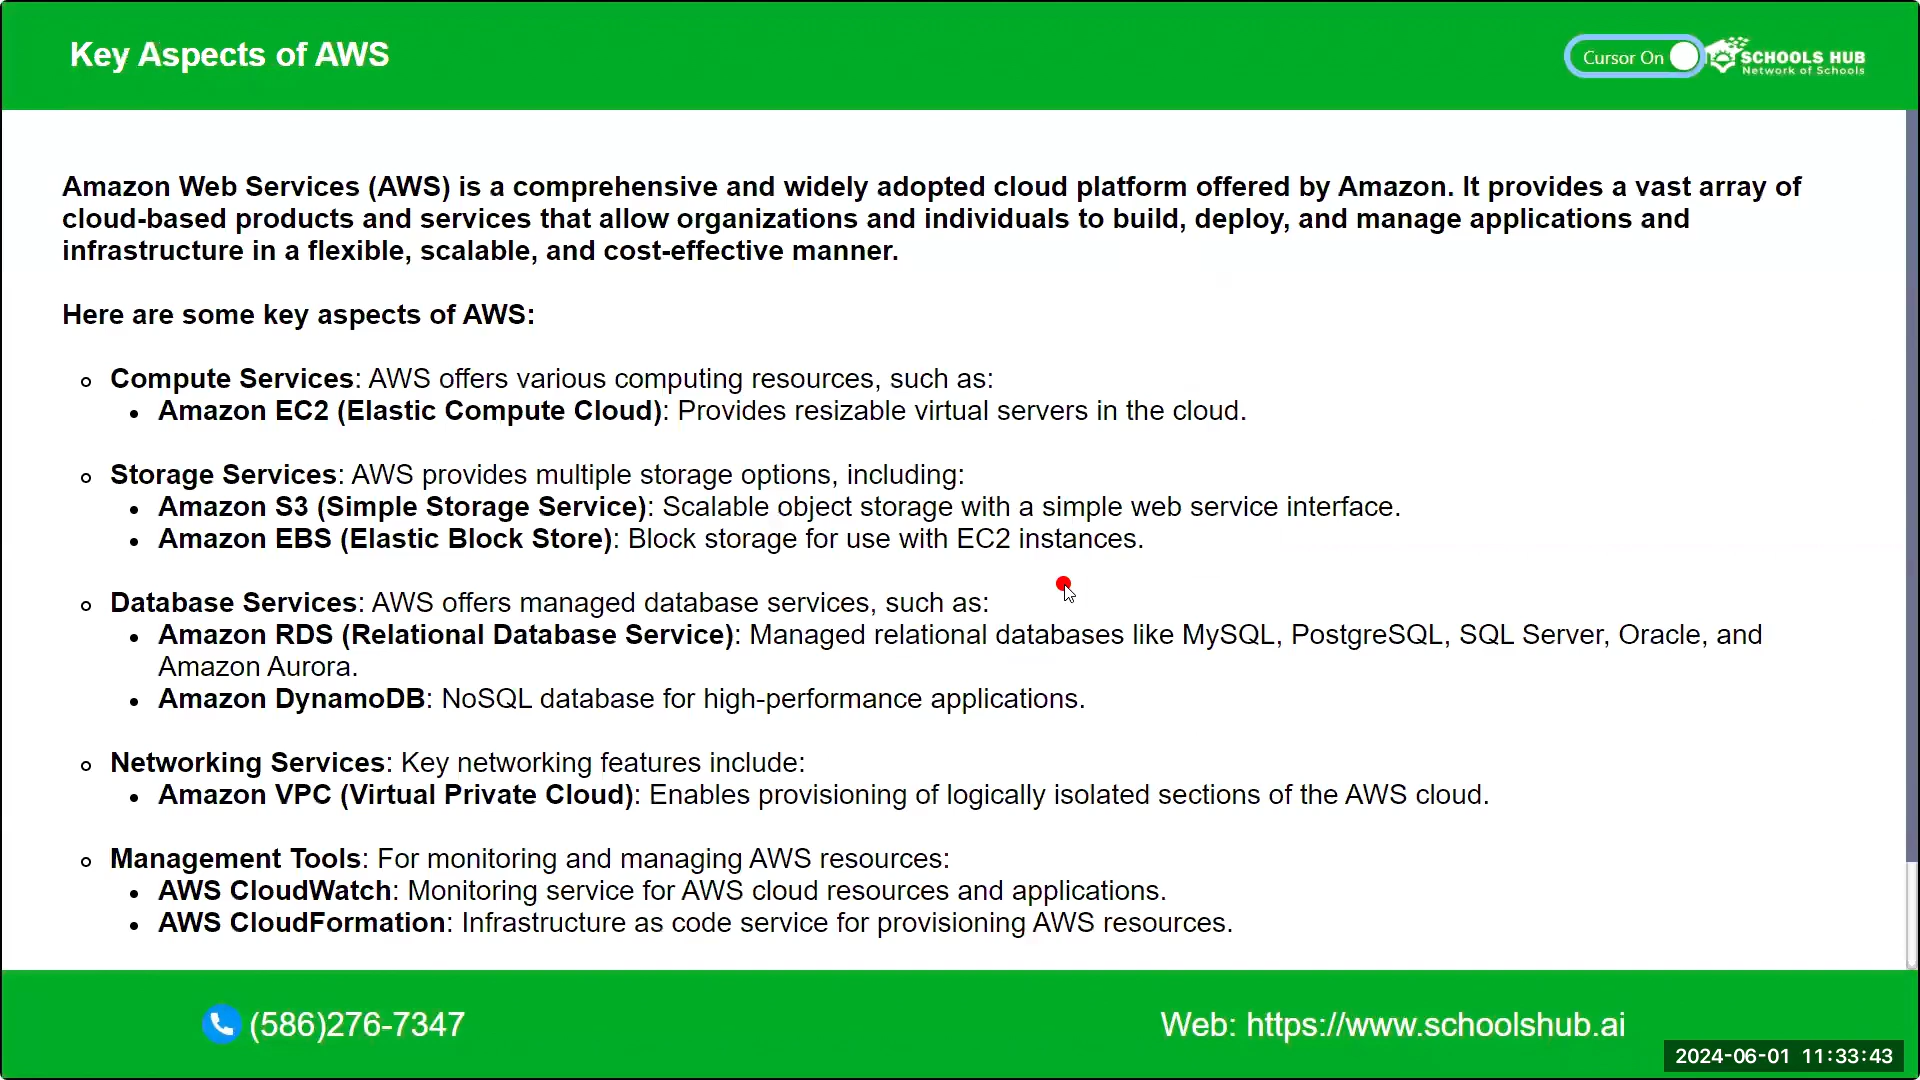 Key Aspects of AWS
Cursor On
SCHOOLS HUB
Network of Schools
Amazon Web Services (AWS) is a comprehensive and widely adopted cloud platform offered by Amazon. It provides a vast array of
cloud-based products and services that allow organizations and individuals to build, deploy, and manage applications and
infrastructure in a flexible, scalable, and cost-effective manner.
Here are some key aspects of AWS:
Compute Services: AWS offers various computing resources, such as:
Amazon EC2 (Elastic Compute Cloud): Provides resizable virtual servers in the cloud.
Storage Services: AWS provides multiple storage options, including:
Amazon S3 (Simple Storage Service): Scalable object storage with a simple web service interface.
Amazon EBS (Elastic Block Store): Block storage for use with EC2 instances.
Database Services: AWS offers managed database services, such as:
Amazon RDS (Relational Database Service): Managed relational databases like MySQL, PostgreSQL, SQL Server, Oracle, and
Amazon Aurora.
Amazon DynamoDB: NoSQL database for high-performance applications.
Networking Services: Key networking features include:
Amazon VPC (Virtual Private Cloud): Enables provisioning of logically isolated sections of the AWS cloud.
Management Tools: For monitoring and managing AWS resources:
AWS CloudWatch: Monitoring service for AWS cloud resources and applications.
AWS CloudFormation: Infrastructure as code service for provisioning AWS resources.
(586)276-7347
Web: https://www.schoolshub.ai
2024-06-01 11:33:43